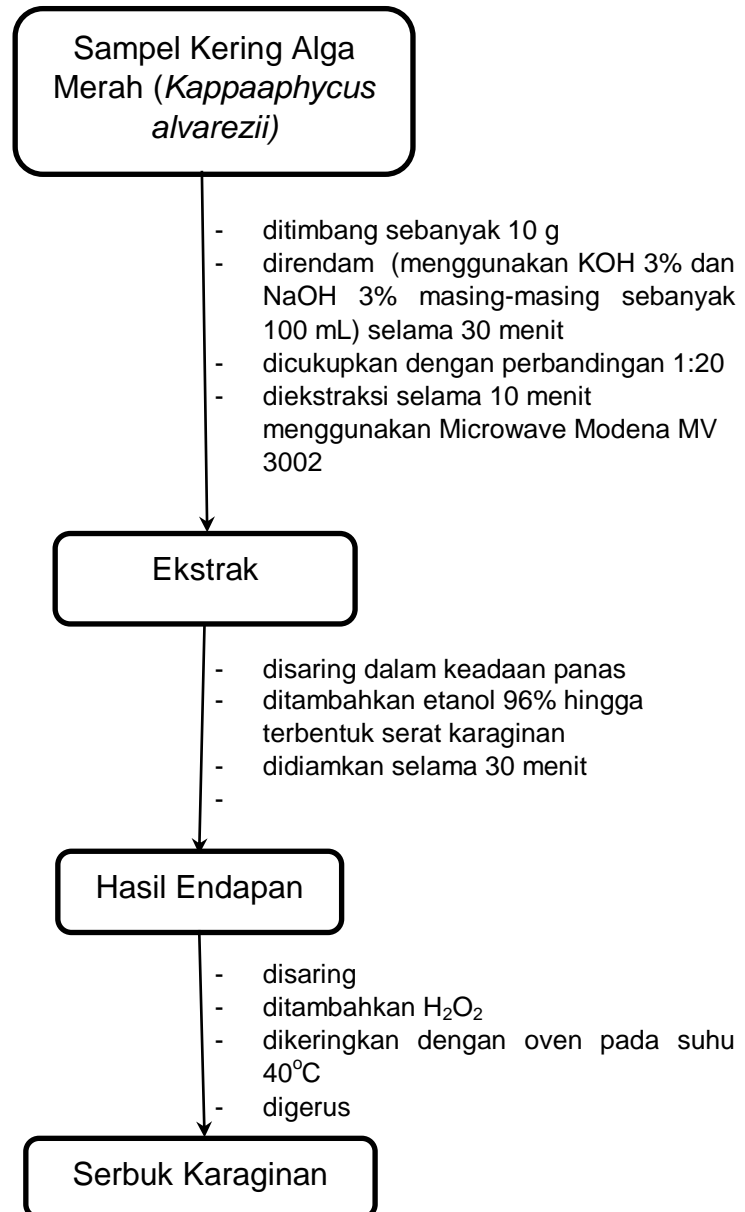 Sampel Kering Alga
Merah (Kappaaphycus
alvarezii)
- ditimbang sebanyak 10 g
- direndam (menggunakan KOH 3% dan
NaOH 3% masing-masing sebanyak
100 mL) selama 30 menit
- dicukupkan dengan perbandingan 1:20
- diekstraksi selama 10 menit
menggunakan Microwave Modena MV
3002
Ekstrak
- disaring dalam keadaan panas
- ditambahkan etanol 96% hingga
terbentuk serat karaginan
- didiamkan selama 30 menit
-
Hasil Endapan
- disaring
- ditambahkan H₂O₂
- dikeringkan dengan oven pada suhu
40°C
- digerus
Serbuk Karaginan